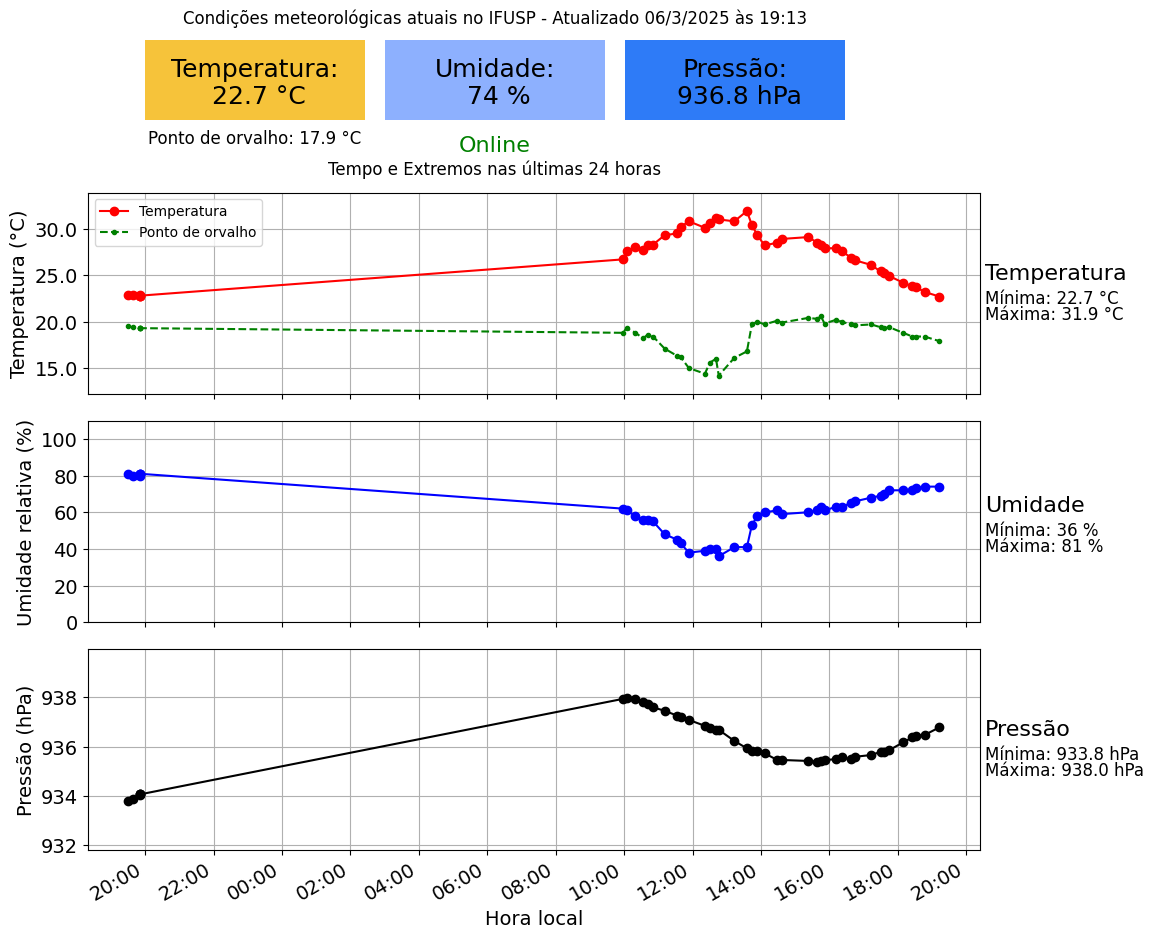 Condições meteorológicas atuais no IFUSP - Atualizado 06/3/2025 às 19:13
Temperatura:
22.7 °C
Umidade:
74 %
Pressão:
936.8 hPa
Ponto de orvalho: 17.9 °C
Online
Tempo e Extremos nas últimas 24 horas
Temperatura (°C)
30.0
25.0
20.0
15.0
Temperatura
Ponto de orvalho
Temperatura
Mínima: 22.7 °C
Máxima: 31.9 °C
Umidade relativa (%)
100
80
60
40
20
0
Umidade
Mínima: 36 %
Máxima: 81 %
Pressão (hPa)
938
936
934
932
Pressão
Mínima: 933.8 hPa
Máxima: 938.0 hPa
20:00 22:00 00:00 02:00 04:00 06:00 08:00 10:00 12:00 14:00 16:00 18:00 20:00
Hora local